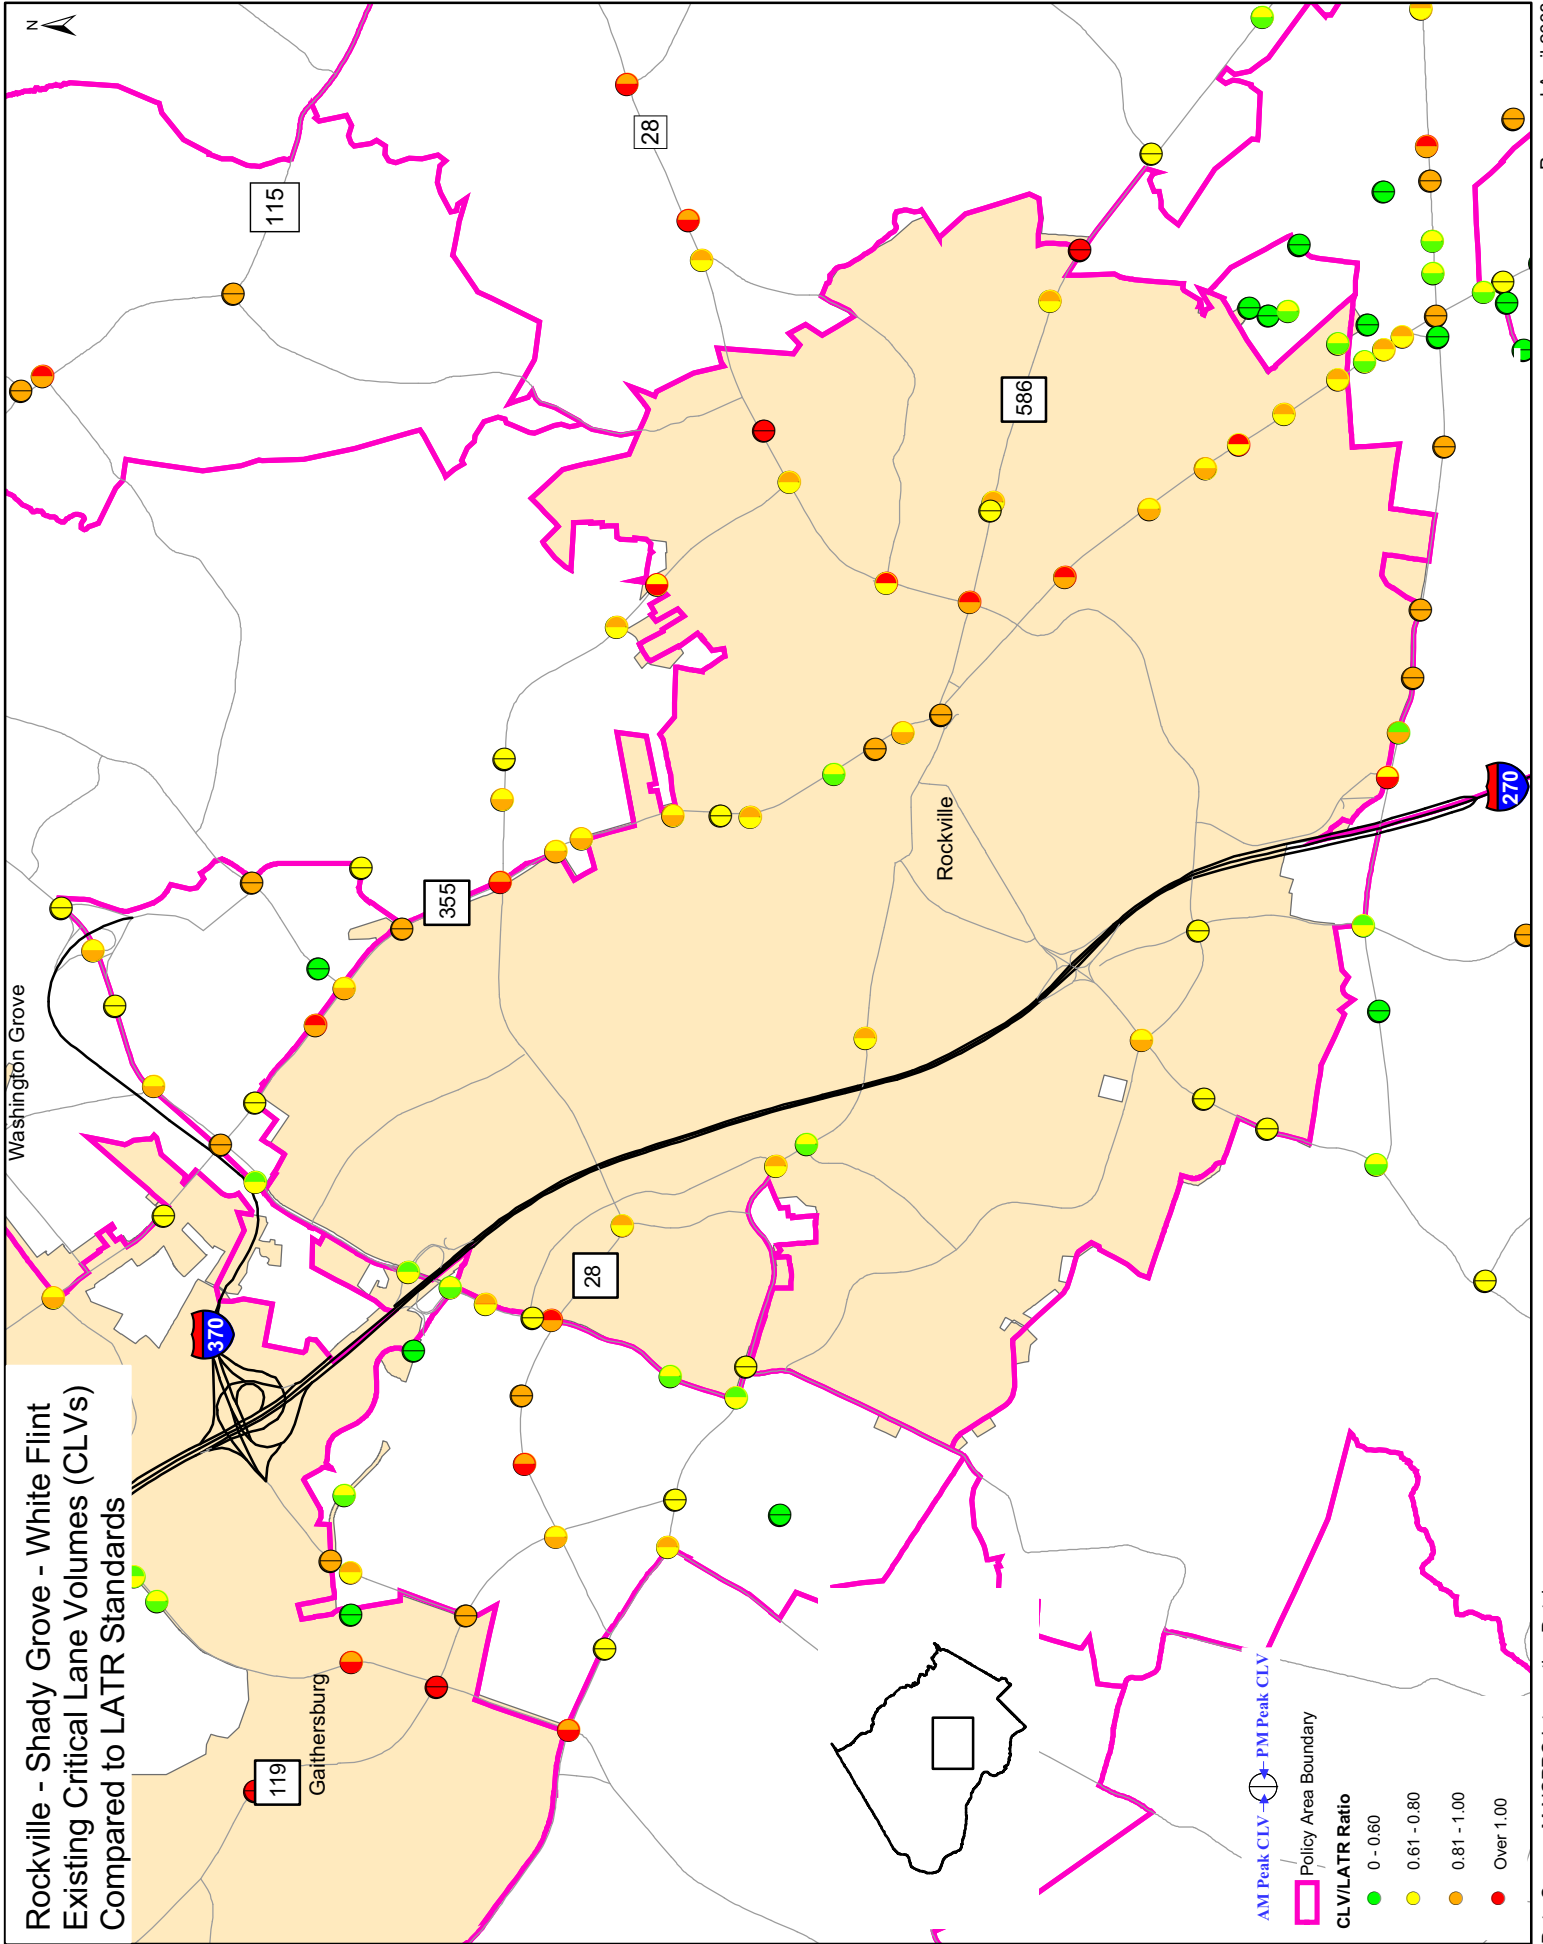 Rockville - Shady Grove - White Flint
Existing Critical Lane Volumes (CLVs)
Compared to LATR Standards
N
Washington Grove
115
28
355
370
586
28
Rockville
119
Gaithersburg
270
AM Peak CLV
PM Peak CLV
Policy Area Boundary
CLV/LATR Ratio
0 - 0.60
0.61 - 0.80
0.81 - 1.00
Over 1.00